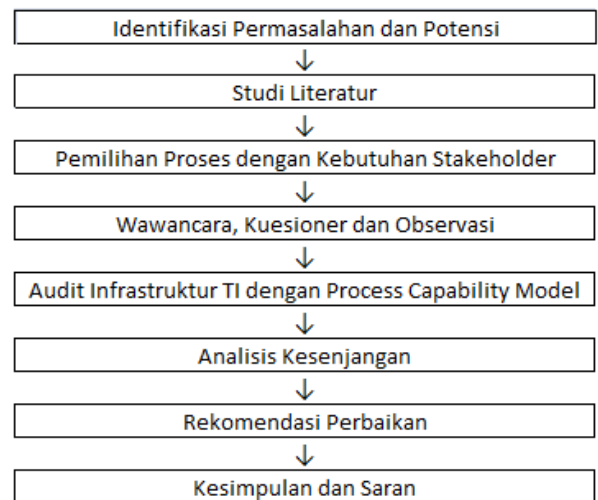 Identifikasi Permasalahan dan Potensi
Studi Literatur
Pemilihan Proses dengan Kebutuhan Stakeholder
Wawancara, Kuesioner dan Observasi
Audit Infrastruktur TI dengan Process Capability Model
Analisis Kesenjangan
Rekomendasi Perbaikan
Kesimpulan dan Saran